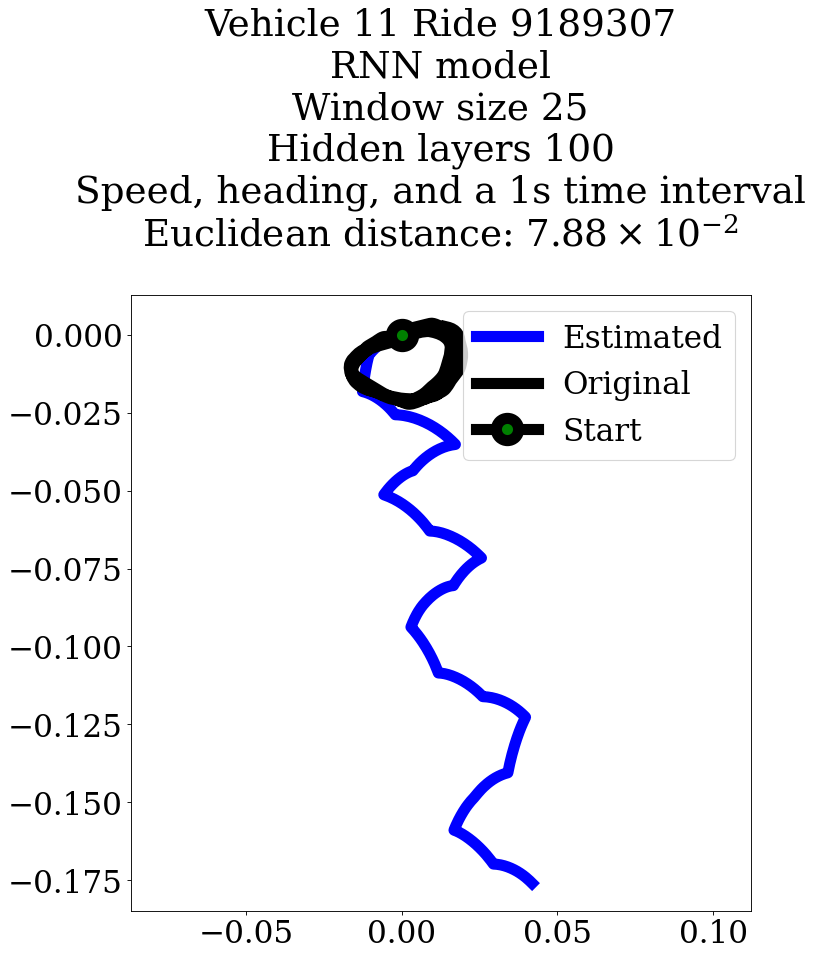 Vehicle 11 Ride 9189307
RNN model
Window size 25
Hidden layers 100
Speed, heading, and a 1s time interval
Euclidean distance: 7.88 × 10⁻²
Estimated
Original
Start
0.000
−0.025
−0.050
−0.075
−0.100
−0.125
−0.150
−0.175
−0.05 0.00 0.05 0.10